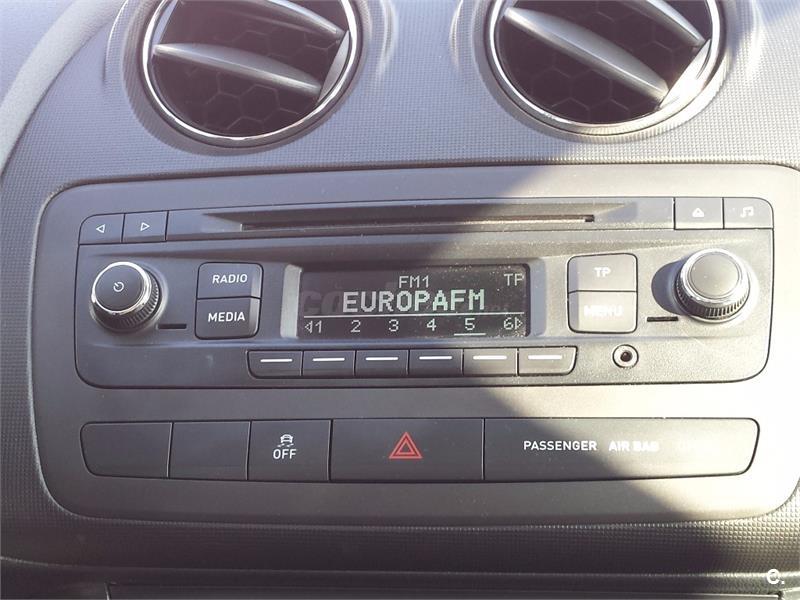 RADIO
MEDIA
FM1 TP
EUROPAFM
1 2 3 4 5 6
TP
MENU
OFF
PASSENGER AIR BAG
c.